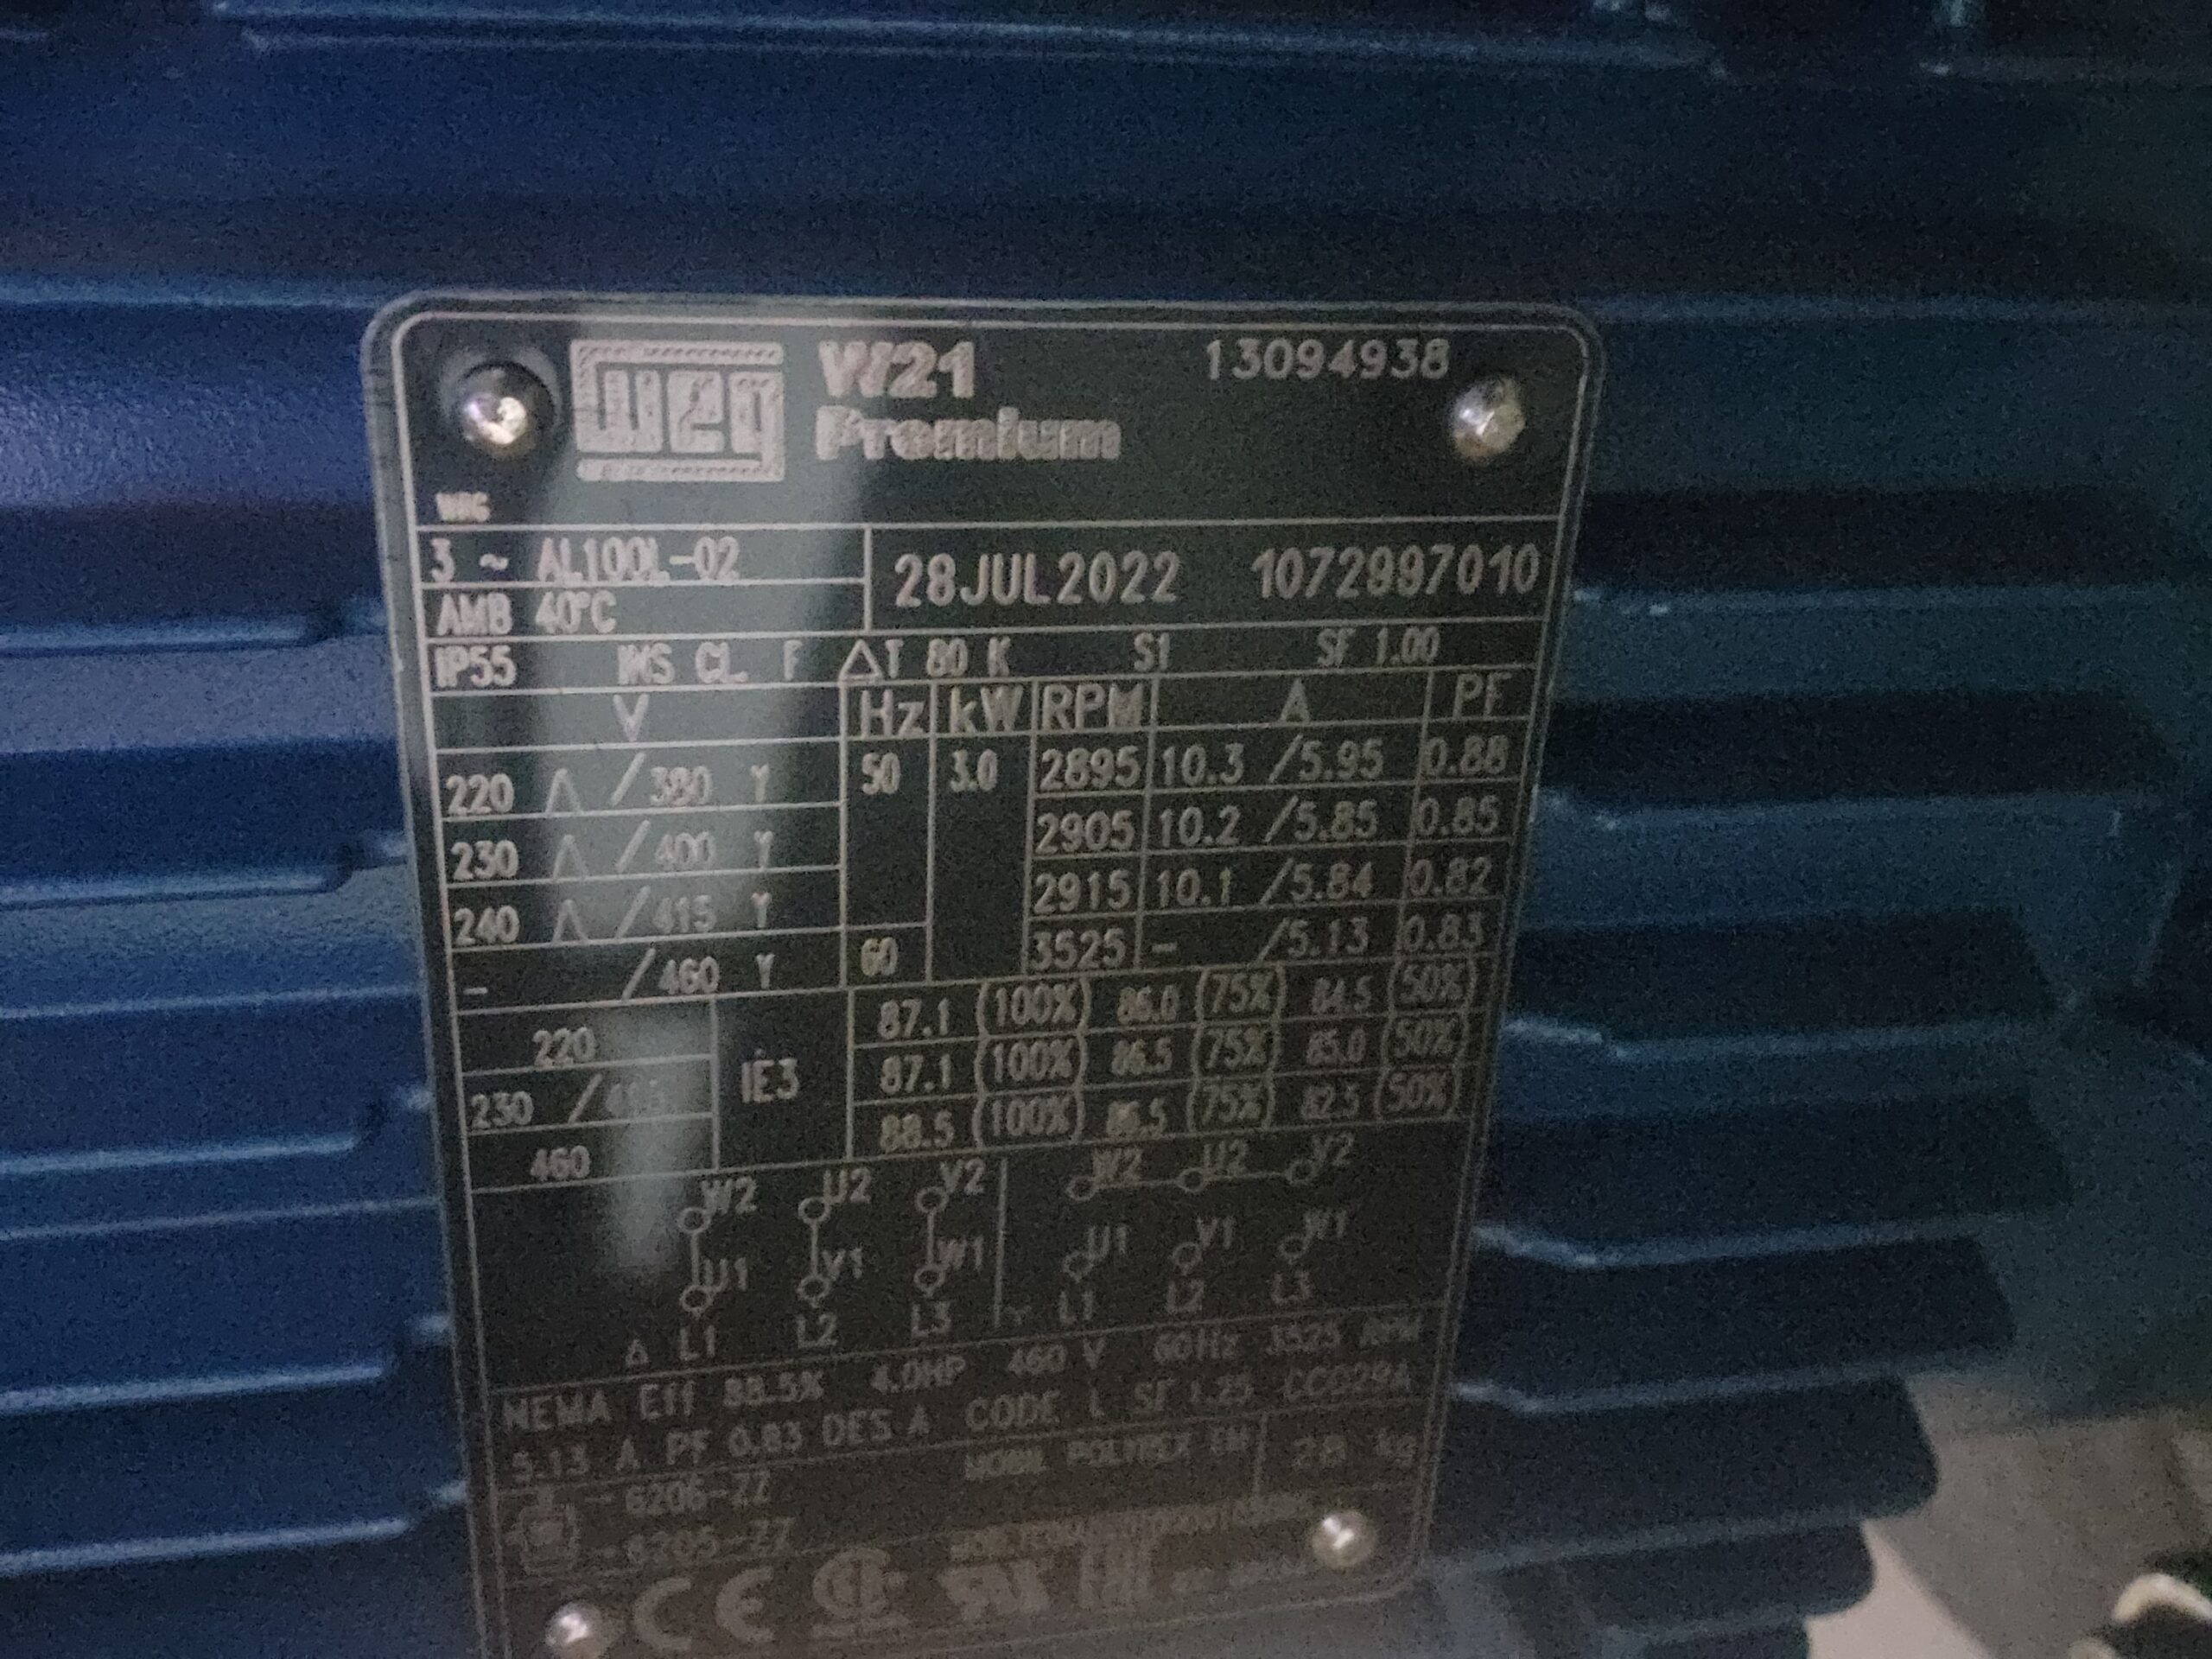 weg W21 13094938
Premium
WEG
3 ~ AL100L-02 28JUL2022 1072997010
AMB 40°C
IP55 INS CL. F ΔT 80 K S1 SF 1.00
V Hz kW RPM A PF
220 Δ /380 Y 50 3.0 2895 10.3 /5.95 0.88
230 Δ /400 Y 2905 10.2 /5.85 0.85
240 Δ /415 Y 2915 10.1 /5.84 0.82
- /460 Y 60 3525 - /5.13 0.83
220 IE3 87.1 (100%) 86.0 (75%) 84.5 (50%)
230 / 87.1 (100%) 86.5 (75%) 85.0 (50%)
460 88.5 (100%) 86.5 (75%) 82.5 (50%)
W2 U2 V2 W2 U2 V2
U1 V1 W1 U1 V1 W1
Δ L1 L2 L3 Y L1 L2 L3
NEMA Eff 88.5% 4.0HP 460 V 60Hz 3525 RPM
5.13 A PF 0.83 DES A CODE L SF 1.25 CC029A
6206-ZZ MOBIL POLYREX EM 28 kg
6205-ZZ
CE